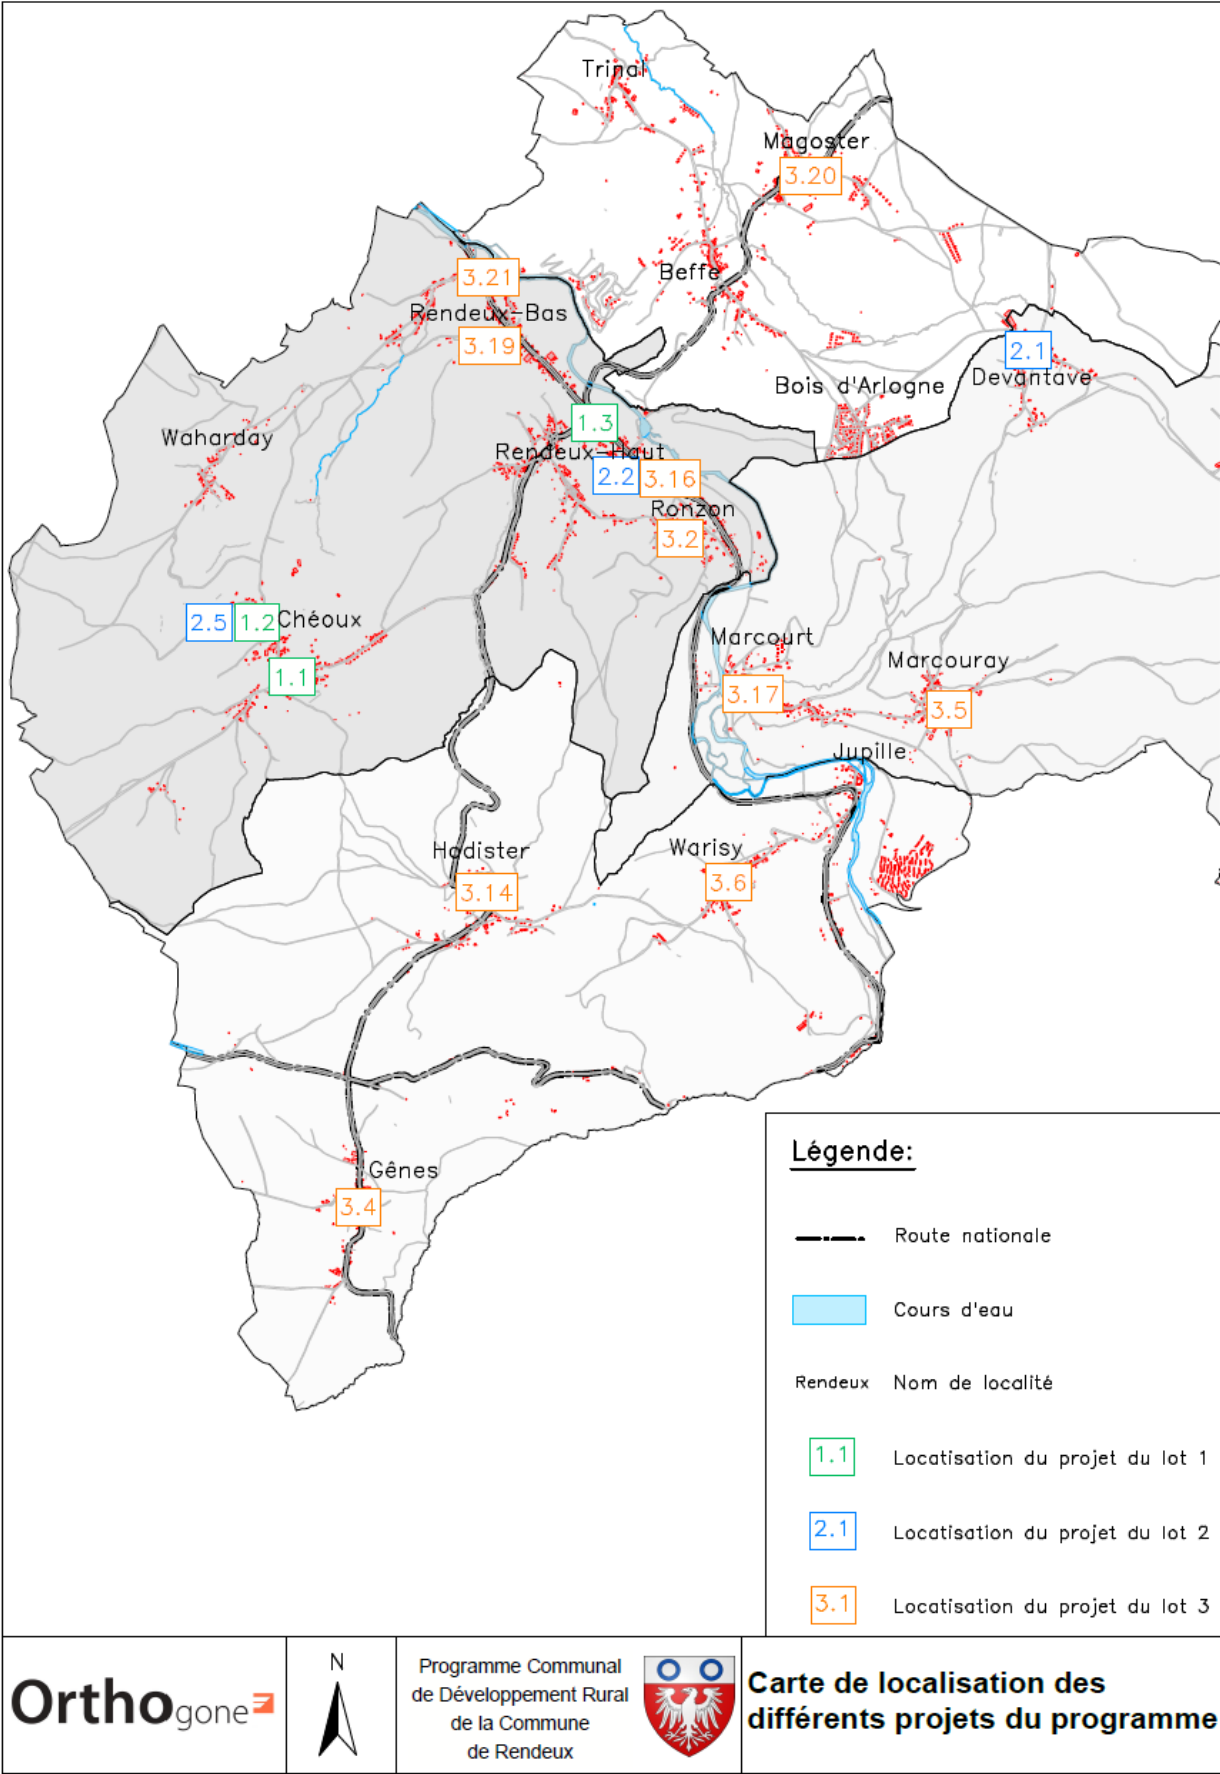 Trinal
Magoster
3.20
Beffe
3.21
Rendeux-Bas
3.19
2.1
Devantave
Bois d'Arlogne
1.3
Waharday
Rendeux-Haut
2.2
3.16
Ronzon
3.2
2.5
1.2
Chéoux
1.1
Marcourt
Marcouray
3.17
3.5
Jupille
Hodister
Warisy
3.14
3.6
Gênes
3.4
Légende:
Route nationale
Cours d'eau
Rendeux Nom de localité
1.1 Locatisation du projet du lot 1
2.1 Locatisation du projet du lot 2
3.1 Locatisation du projet du lot 3
Orthogone
N
Programme Communal
de Développement Rural
de la Commune
de Rendeux
Carte de localisation des
différents projets du programme